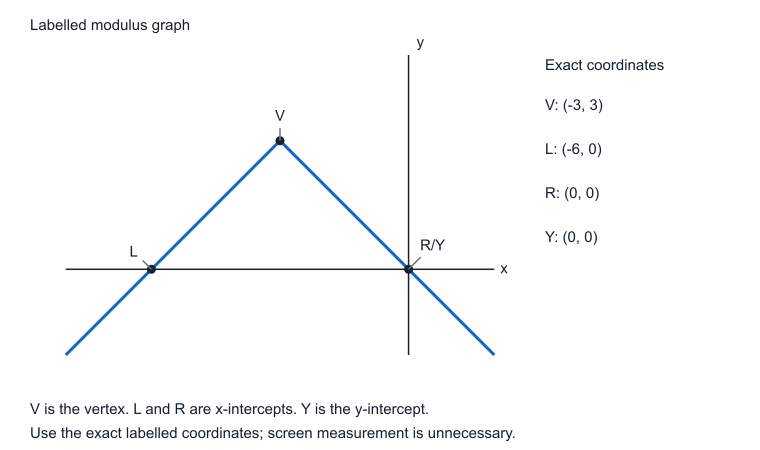 Labelled modulus graph
y
Exact coordinates
V: (-3, 3)
V
L: (-6, 0)
R: (0, 0)
Y: (0, 0)
L
R/Y
x
V is the vertex. L and R are x-intercepts. Y is the y-intercept.
Use the exact labelled coordinates; screen measurement is unnecessary.